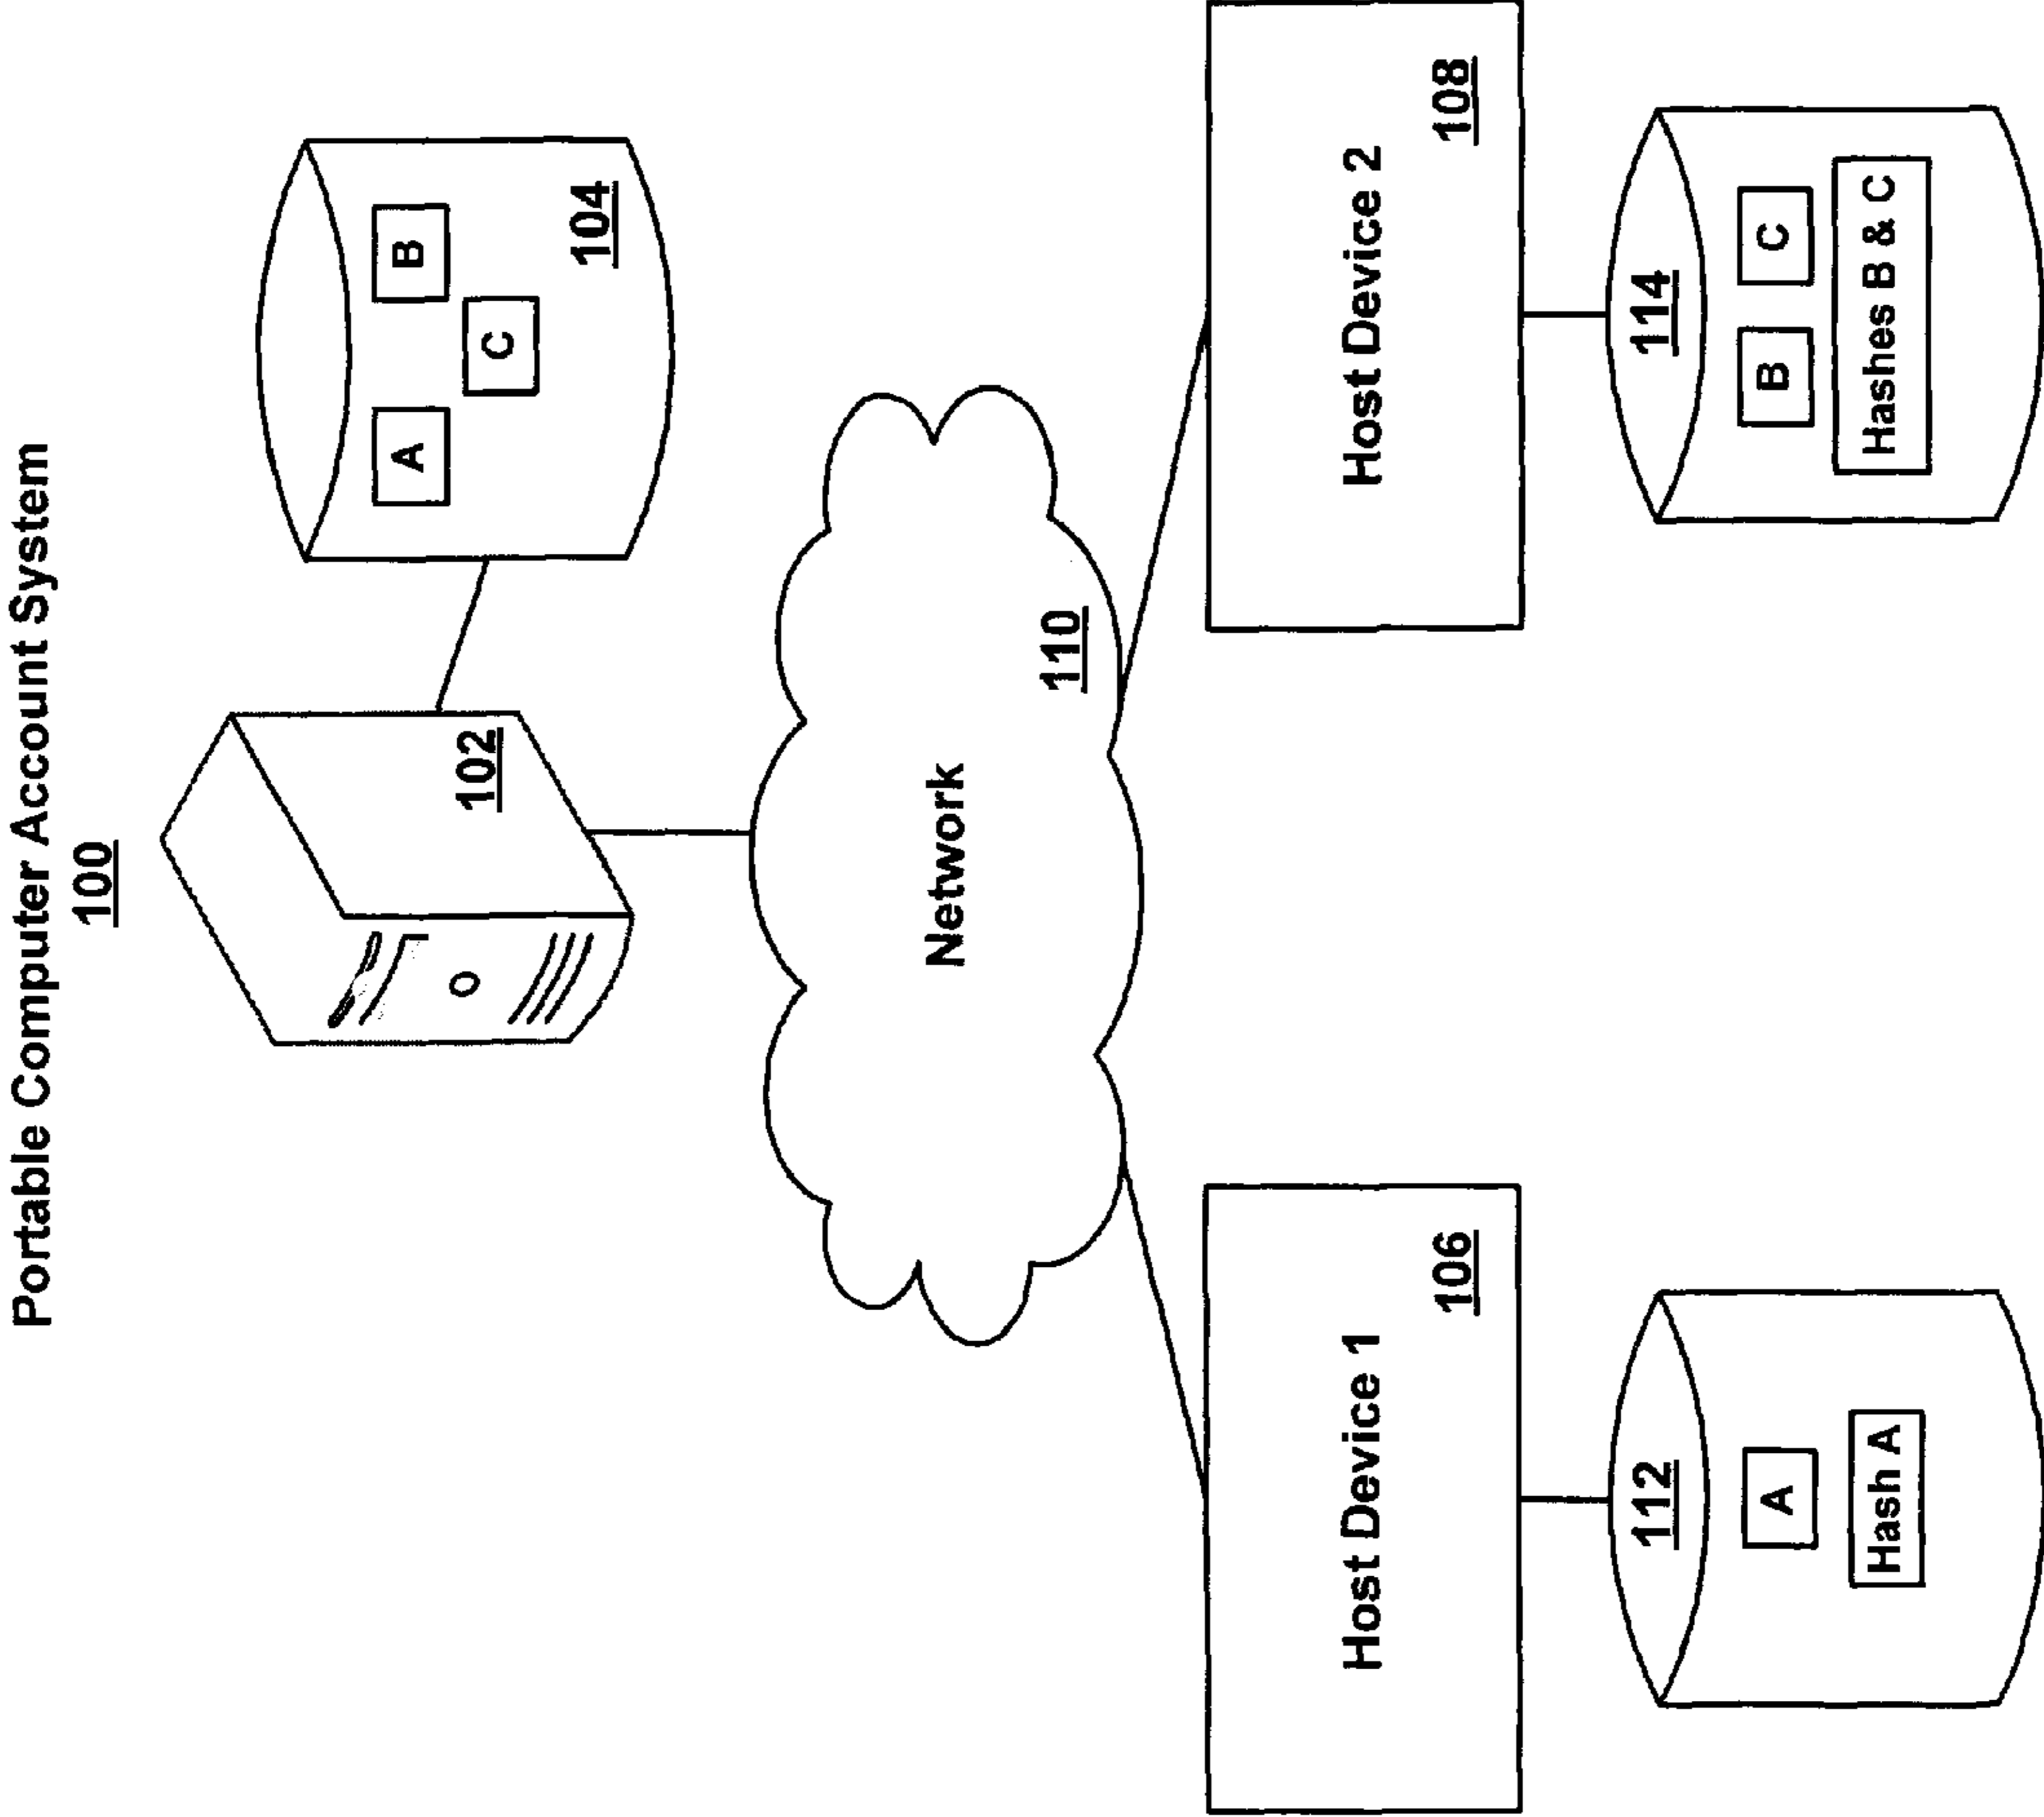 Portable Computer Account System
100
102
A
B
C
104
Network
110
Host Device 1
106
Host Device 2
108
112
A
Hash A
114
B
C
Hashes B & C